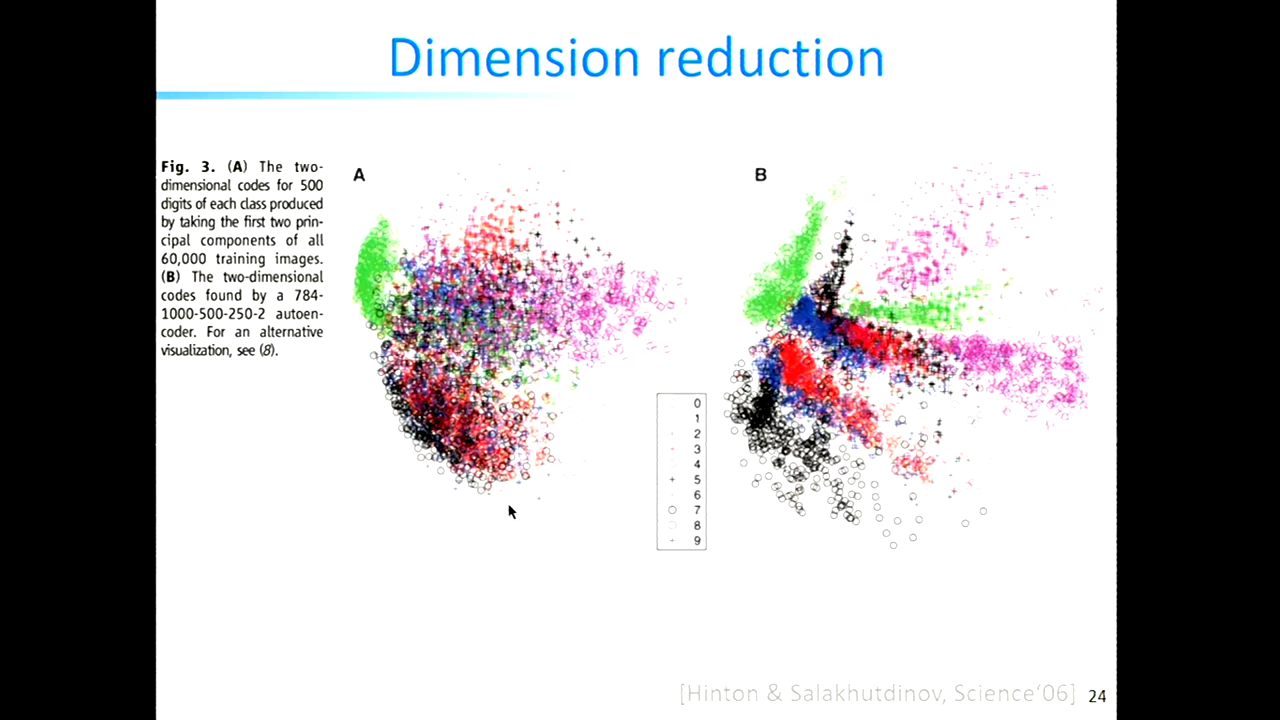 Dimension reduction
Fig. 3. (A) The two-
dimensional codes for 500
digits of each class produced
by taking the first two prin-
cipal components of all
60,000 training images.
(B) The two-dimensional
codes found by a 784-
1000-500-250-2 autoen-
coder. For an alternative
visualization, see (8).
A
B
0
1
2
3
4
5
6
7
8
9
[Hinton & Salakhutdinov, Science‘06] 24